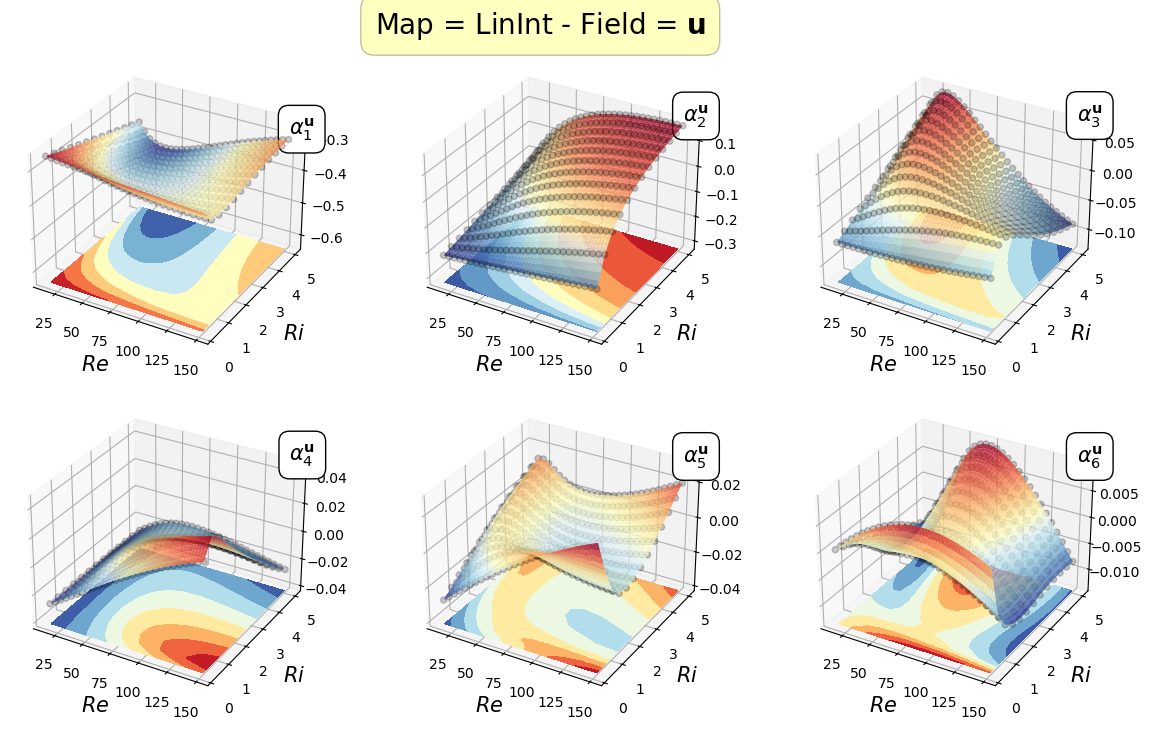 Map = LinInt - Field = u
α₁ᵘ
α₂ᵘ
α₃ᵘ
0.3
−0.4
−0.5
−0.6
0.1
0.0
−0.1
−0.2
−0.3
0.05
0.00
−0.05
−0.10
25 50 75 100 125 150
0 1 2 3 4 5
Re Ri
25 50 75 100 125 150
0 1 2 3 4 5
Re Ri
25 50 75 100 125 150
0 1 2 3 4 5
Re Ri
α₄ᵘ
α₅ᵘ
α₆ᵘ
0.04
0.02
0.00
−0.02
−0.04
0.02
0.00
−0.02
−0.04
0.005
0.000
−0.005
−0.010
25 50 75 100 125 150
0 1 2 3 4 5
Re Ri
25 50 75 100 125 150
0 1 2 3 4 5
Re Ri
25 50 75 100 125 150
0 1 2 3 4 5
Re Ri